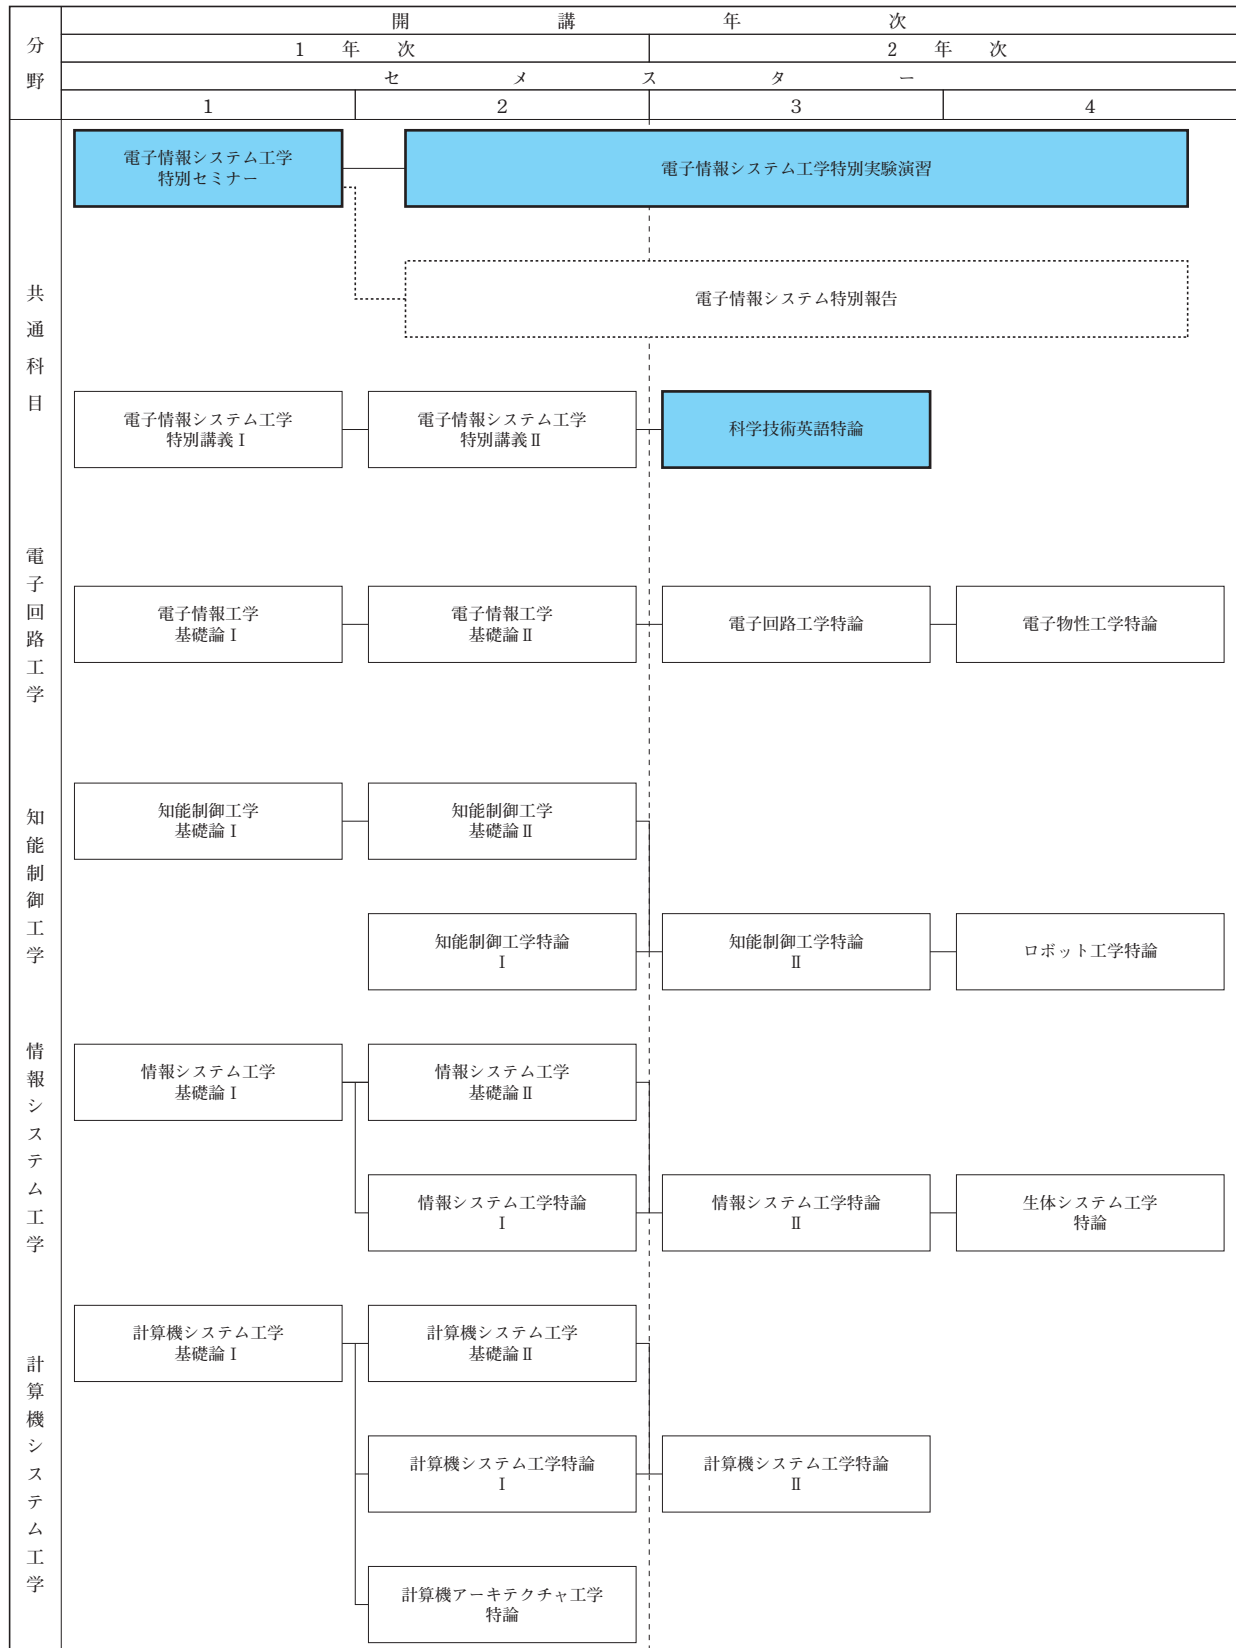 分野
開講年次
1年次
2年次
セメスター
1
2
3
4
共通科目
電子情報システム工学
特別セミナー
電子情報システム工学特別実験演習
電子情報システム特別報告
電子情報システム工学
特別講義Ⅰ
電子情報システム工学
特別講義Ⅱ
科学技術英語特論
電子回路工学
電子情報工学
基礎論Ⅰ
電子情報工学
基礎論Ⅱ
電子回路工学特論
電子物性工学特論
知能制御工学
知能制御工学
基礎論Ⅰ
知能制御工学
基礎論Ⅱ
知能制御工学特論
Ⅰ
知能制御工学特論
Ⅱ
ロボット工学特論
情報システム工学
情報システム工学
基礎論Ⅰ
情報システム工学
基礎論Ⅱ
情報システム工学特論
Ⅰ
情報システム工学特論
Ⅱ
生体システム工学
特論
計算機システム工学
計算機システム工学
基礎論Ⅰ
計算機システム工学
基礎論Ⅱ
計算機システム工学特論
Ⅰ
計算機システム工学特論
Ⅱ
計算機アーキテクチャ工学
特論